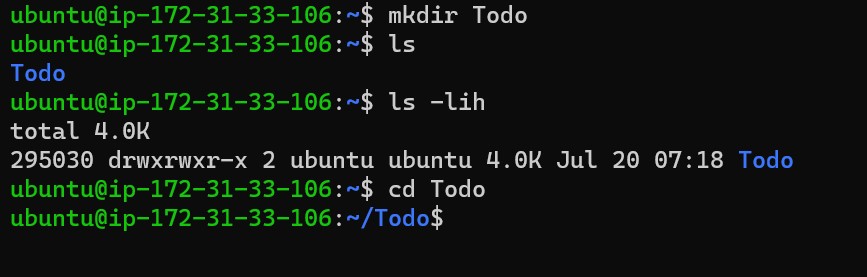 ubuntu@ip-172-31-33-106:~$ mkdir Todo
ubuntu@ip-172-31-33-106:~$ ls
Todo
ubuntu@ip-172-31-33-106:~$ ls -lih
total 4.0K
295030 drwxrwxr-x 2 ubuntu ubuntu 4.0K Jul 20 07:18 Todo
ubuntu@ip-172-31-33-106:~$ cd Todo
ubuntu@ip-172-31-33-106:~/Todo$